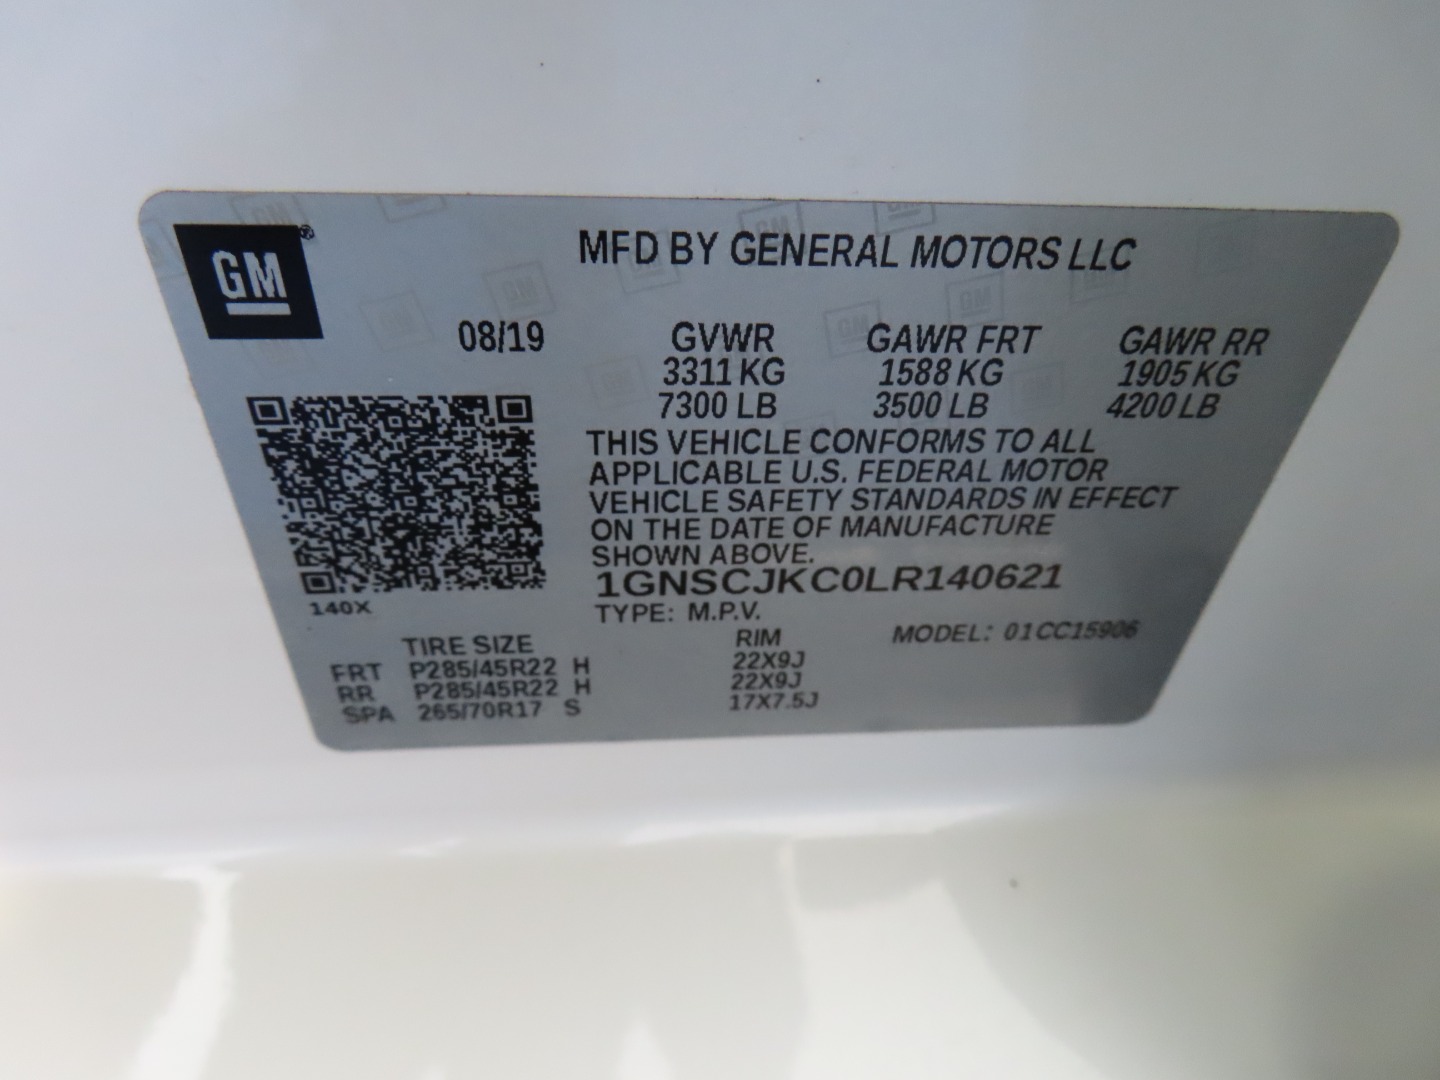 GM®
MFD BY GENERAL MOTORS LLC
08/19 GVWR GAWR FRT GAWR RR
3311 KG 1588 KG 1905 KG
7300 LB 3500 LB 4200 LB
THIS VEHICLE CONFORMS TO ALL
APPLICABLE U.S. FEDERAL MOTOR
VEHICLE SAFETY STANDARDS IN EFFECT
ON THE DATE OF MANUFACTURE
SHOWN ABOVE.
1GNSCJKC0LR140621
140X TYPE: M.P.V.
TIRE SIZE RIM MODEL: 01CC15906
FRT P285/45R22 H 22X9J
RR P285/45R22 H 22X9J
SPA 265/70R17 S 17X7.5J